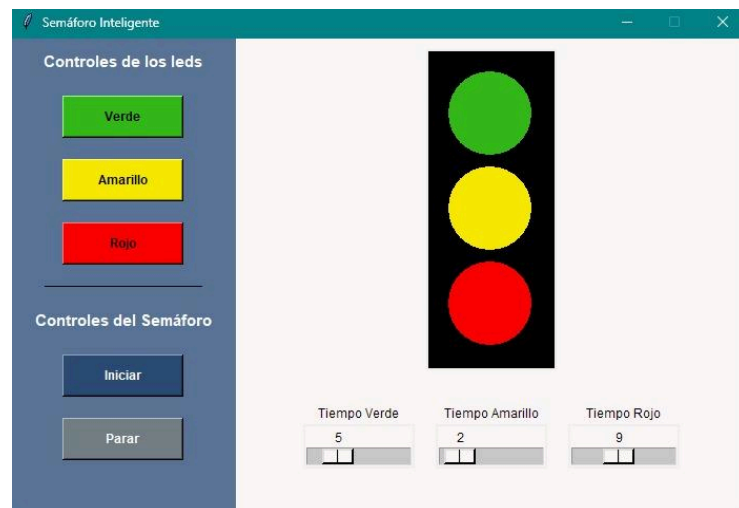 Semáforo Inteligente
Controles de los leds
Verde
Amarillo
Rojo
Controles del Semáforo
Iniciar
Parar
Tiempo Verde
Tiempo Amarillo
Tiempo Rojo
5
2
9